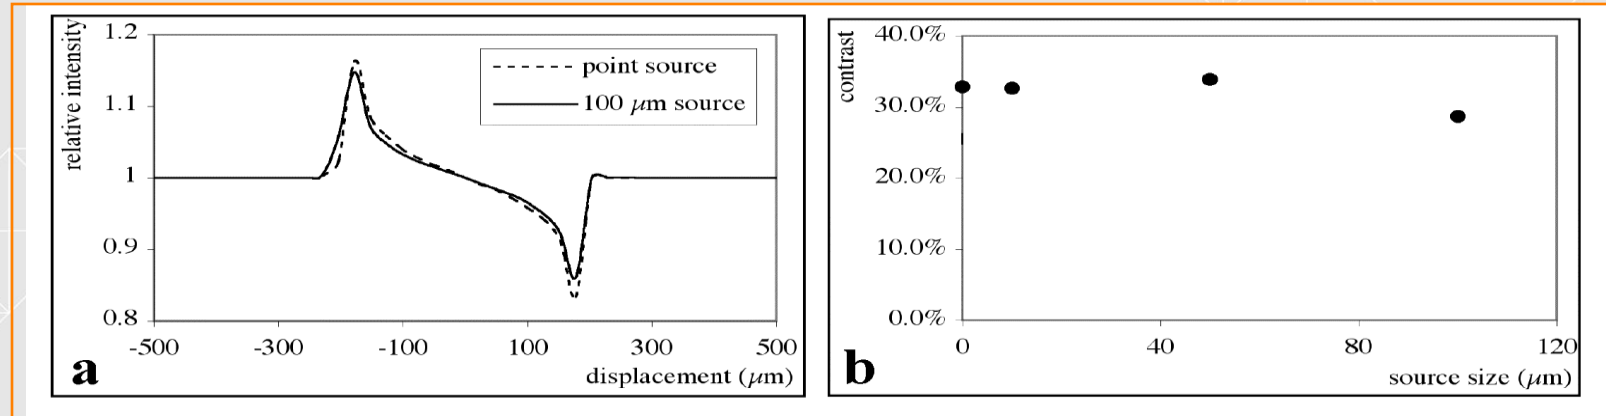 relative intensity
1.2
1.1
1
0.9
0.8
point source
100 μm source
-500
-300
-100
100
300
500
displacement (μm)
a
contrast
40.0%
30.0%
20.0%
10.0%
0.0%
0
40
80
120
source size (μm)
b